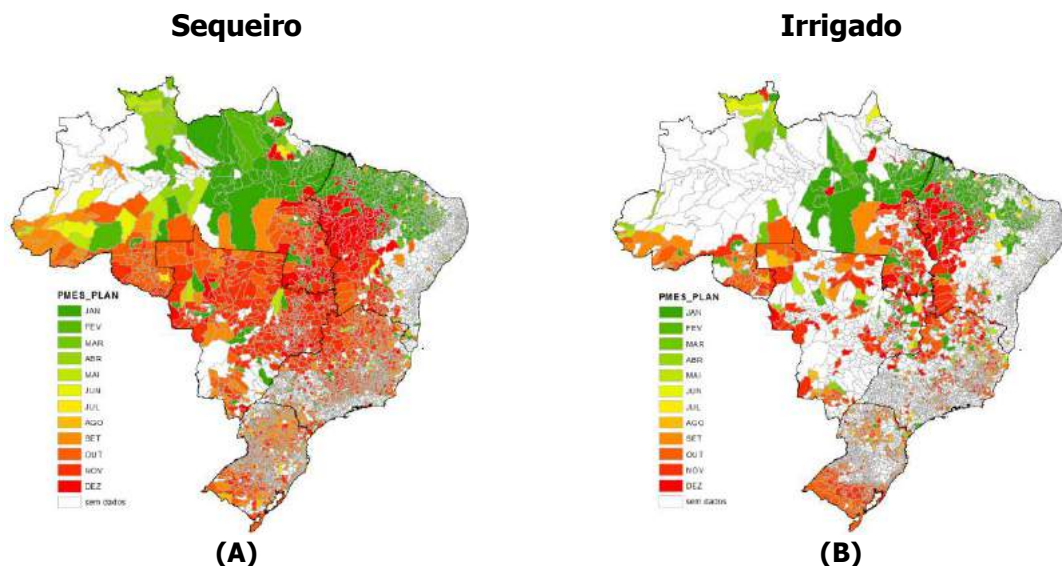 Sequeiro
Irrigado
PMES_PLAN
JAN
FEV
MAR
ABR
MAI
JUN
JUL
AGO
SET
OUT
NOV
DEZ
sem dados
PMES_PLAN
JAN
FEV
MAR
ABR
MAI
JUN
JUL
AGO
SET
OUT
NOV
DEZ
sem dados
(A)
(B)